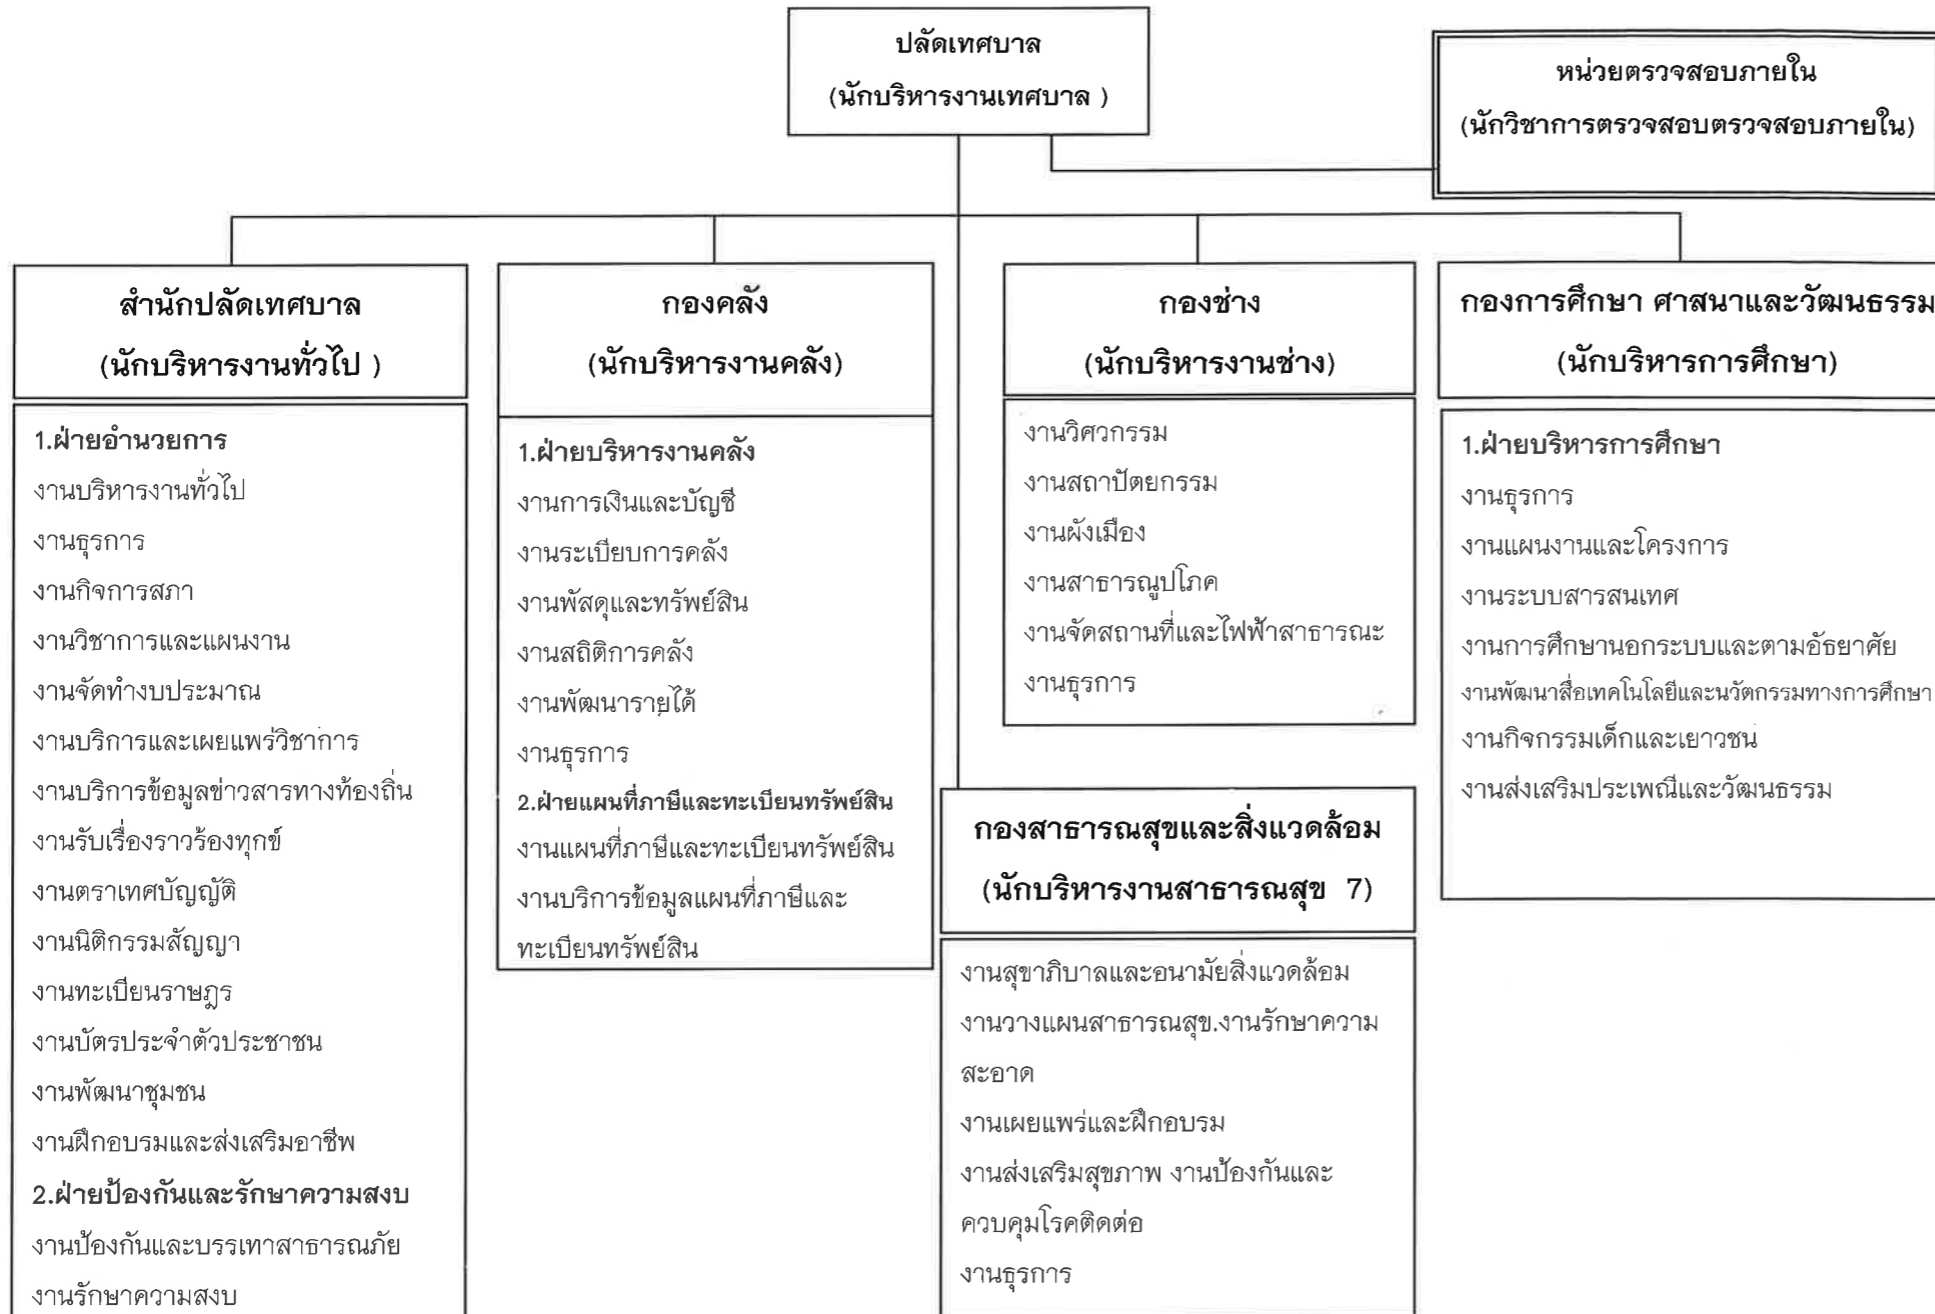 ปลัดเทศบาล
(นักบริหารงานเทศบาล )
หน่วยตรวจสอบภายใน
(นักวิชาการตรวจสอบตรวจสอบภายใน)
สำนักปลัดเทศบาล
(นักบริหารงานทั่วไป )
1.ฝ่ายอำนวยการ
งานบริหารงานทั่วไป
งานธุรการ
งานกิจการสภา
งานวิชาการและแผนงาน
งานจัดทำงบประมาณ
งานบริการและเผยแพร่วิชาการ
งานบริการข้อมูลข่าวสารทางท้องถิ่น
งานรับเรื่องราวร้องทุกข์
งานตราเทศบัญญัติ
งานนิติกรรมสัญญา
งานทะเบียนราษฎร
งานบัตรประจำตัวประชาชน
งานพัฒนาชุมชน
งานฝึกอบรมและส่งเสริมอาชีพ
2.ฝ่ายป้องกันและรักษาความสงบ
งานป้องกันและบรรเทาสาธารณภัย
งานรักษาความสงบ
กองคลัง
(นักบริหารงานคลัง)
1.ฝ่ายบริหารงานคลัง
งานการเงินและบัญชี
งานระเบียบการคลัง
งานพัสดุและทรัพย์สิน
งานสถิติการคลัง
งานพัฒนารายได้
งานธุรการ
2.ฝ่ายแผนที่ภาษีและทะเบียนทรัพย์สิน
งานแผนที่ภาษีและทะเบียนทรัพย์สิน
งานบริการข้อมูลแผนที่ภาษีและ
ทะเบียนทรัพย์สิน
กองช่าง
(นักบริหารงานช่าง)
งานวิศวกรรม
งานสถาปัตยกรรม
งานผังเมือง
งานสาธารณูปโภค
งานจัดสถานที่และไฟฟ้าสาธารณะ
งานธุรการ
กองสาธารณสุขและสิ่งแวดล้อม
(นักบริหารงานสาธารณสุข 7)
งานสุขาภิบาลและอนามัยสิ่งแวดล้อม
งานวางแผนสาธารณสุข.งานรักษาความ
สะอาด
งานเผยแพร่และฝึกอบรม
งานส่งเสริมสุขภาพ งานป้องกันและ
ควบคุมโรคติดต่อ
งานธุรการ
กองการศึกษา ศาสนาและวัฒนธรรม
(นักบริหารการศึกษา)
1.ฝ่ายบริหารการศึกษา
งานธุรการ
งานแผนงานและโครงการ
งานระบบสารสนเทศ
งานการศึกษานอกระบบและตามอัธยาศัย
งานพัฒนาสื่อเทคโนโลยีและนวัตกรรมทางการศึกษา
งานกิจกรรมเด็กและเยาวชน
งานส่งเสริมประเพณีและวัฒนธรรม